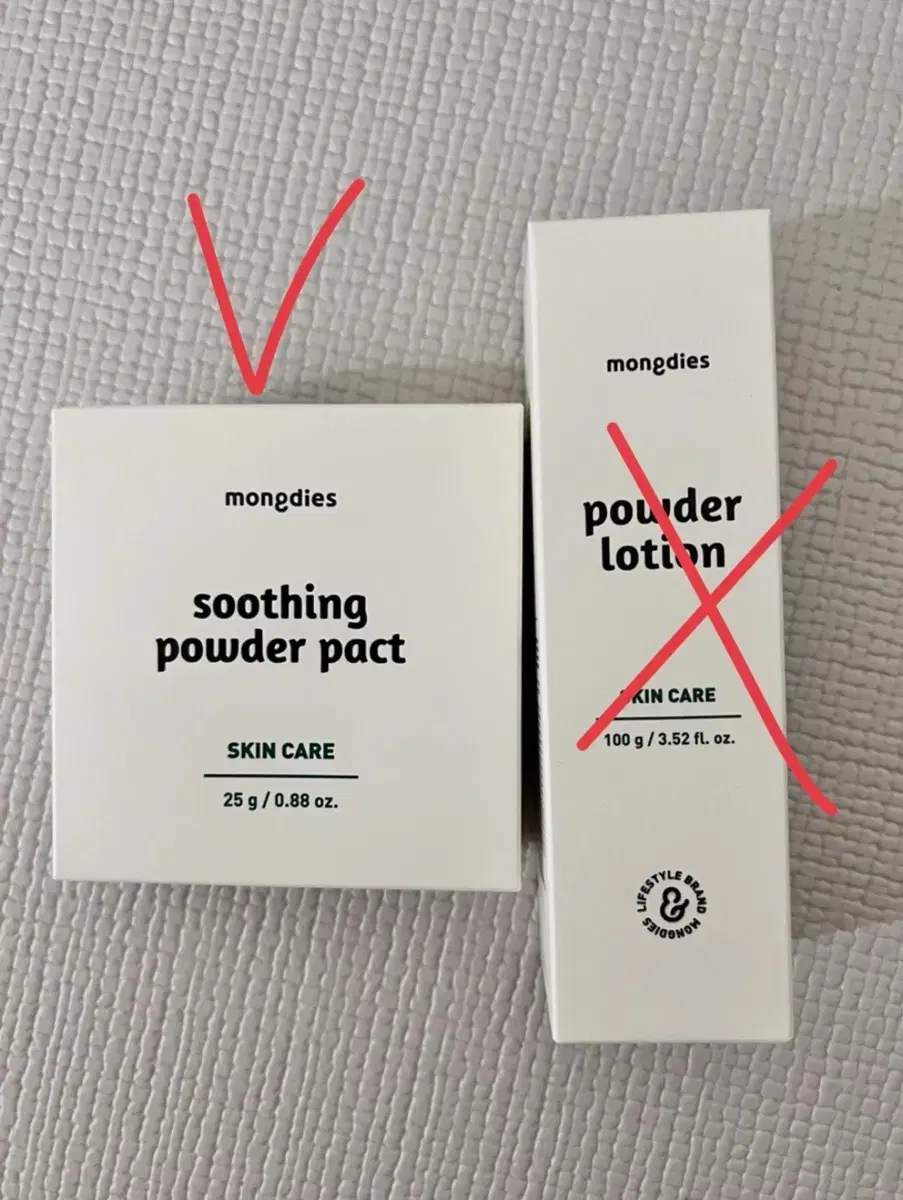 mongdies
soothing
powder pact
SKIN CARE
25 g / 0.88 oz.
mongdies
powder
lotion
SKIN CARE
100 g / 3.52 fl. oz.
LIFESTYLE BRAND MONGDIES
&